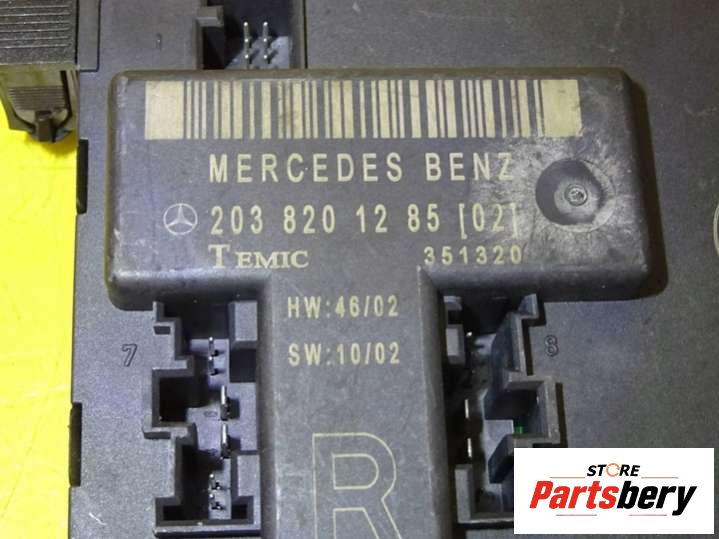 MERCEDES BENZ
203 820 12 85 [02]
TEMIC 351320
HW:46/02
SW:10/02
7
8
R
STORE
Partsbery